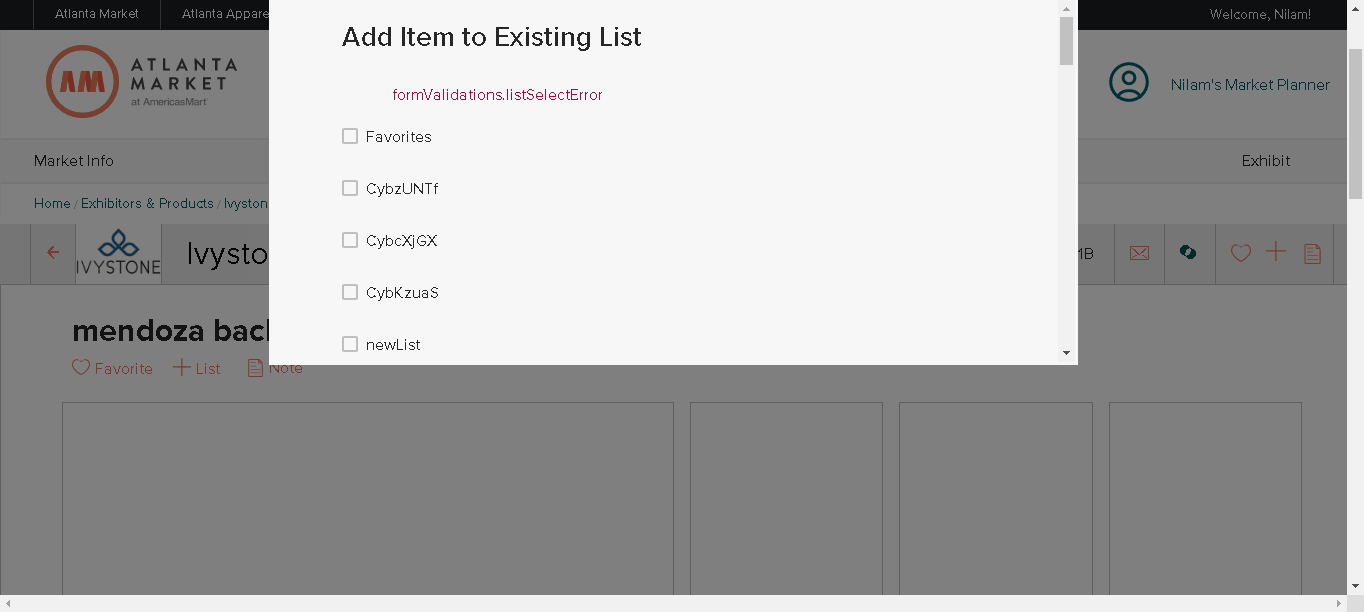 Atlanta Market
Atlanta Appare
Welcome, Nilam!
ATLANTA
MARKET
at AmericasMart
AM
Nilam's Market Planner
Market Info
Exhibit
Home / Exhibitors & Products / Ivyston
IVYSTONE
Ivysto
MB
Add Item to Existing List
formValidations.listSelectError
Favorites
CybzUNTf
CybcXjGX
CybKzuaS
newList
mendoza bac
Favorite
List
Note